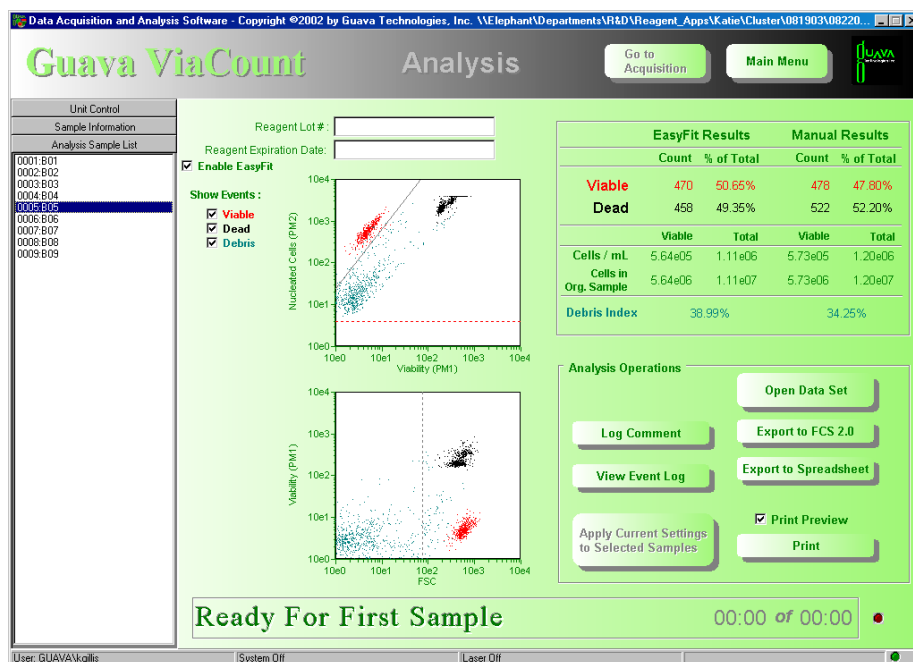 Data Acquisition and Analysis Software - Copyright ©2002 by Guava Technologies, Inc. \\Elephant\Departments\R&D\Reagent_Apps\Katie\Cluster\081903\08220...
Guava ViaCount
Analysis
Go to
Acquisition
Main Menu
GUAVA
Unit Control
Sample Information
Analysis Sample List
0001:B01
0002:B02
0003:B03
0004:B04
0005:B05
0006:B06
0007:B07
0008:B08
0009:B09
Reagent Lot # :
Reagent Expiration Date:
Enable EasyFit
Show Events :
Viable
Dead
Debris
10e4
10e3
10e2
10e1
10e0
Nucleated Cells (PM2)
10e0 10e1 10e2 10e3 10e4
Viability (PM1)
10e4
10e3
10e2
10e1
10e0
Viability (PM1)
10e0 10e1 10e2 10e3 10e4
FSC
EasyFit Results Manual Results
Count % of Total Count % of Total
Viable 470 50.65% 478 47.80%
Dead 458 49.35% 522 52.20%
Viable Total Viable Total
Cells / mL 5.64e05 1.11e06 5.73e05 1.20e06
Cells in
Org. Sample 5.64e06 1.11e07 5.73e06 1.20e07
Debris Index 38.99% 34.25%
Analysis Operations
Open Data Set
Log Comment
Export to FCS 2.0
View Event Log
Export to Spreadsheet
Apply Current Settings
to Selected Samples
Print Preview
Print
Ready For First Sample
00:00 of 00:00
User: GUAVA\kgillis
System Off
Laser Off